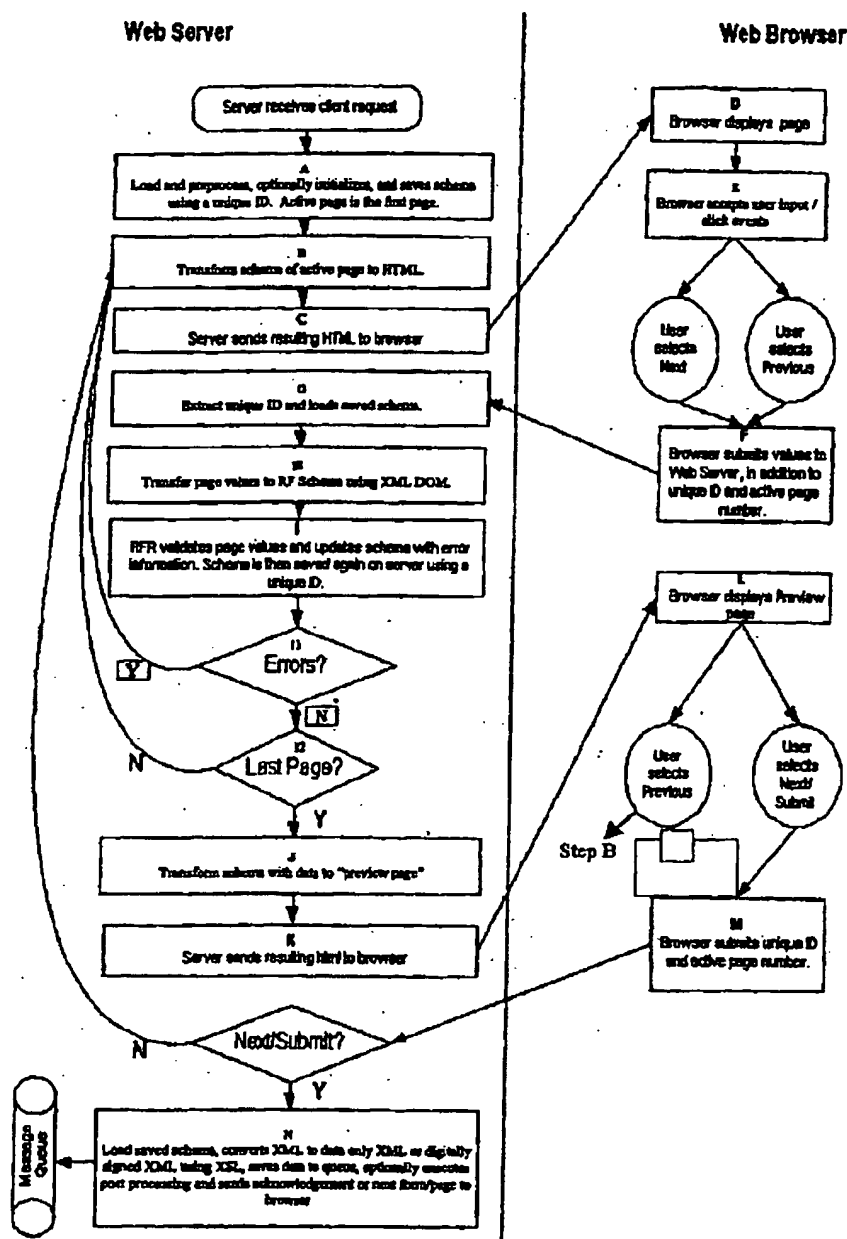 Web Server
Web Browser
Server receives client request
A
Load and preprocess, optionally initializes, and saves schema
using a unique ID. Active page is the first page.
B
Transform schema of active page to HTML.
C
Server sends resulting HTML to browser
G
Extract unique ID and loads saved schema.
H
Transfer page values to RF Schema using XML DOM.
I
RFR validates page values and updates schema with error
information. Schema is then saved again on server using a
unique ID.
I1
Errors?
Y
N
I2
Last Page?
N
Y
J
Transform schema with data to "preview page"
K
Server sends resulting html to browser
Next/Submit?
N
Y
N
Load saved schema, converts XML to data only XML or digitally
signed XML using XSL, saves data to queue, optionally executes
post processing and sends acknowledgement or next form/page to
browser
Message
Queue
D
Browser displays page
E
Browser accepts user input /
click events
User
selects
Next
User
selects
Previous
F
Browser submits values to
Web Server, in addition to
unique ID and active page
number.
L
Browser displays Preview
page
User
selects
Previous
User
selects
Next/
Submit
Step B
M
Browser submits unique ID
and active page number.